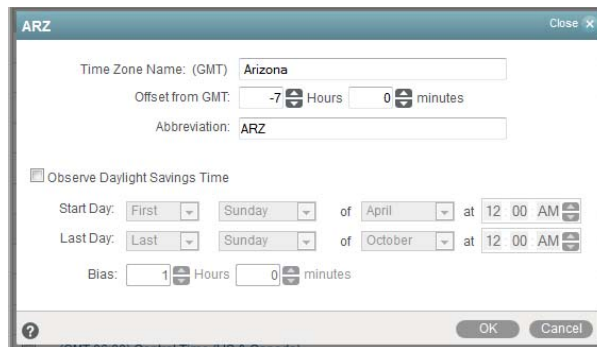 ARZ Close x
Time Zone Name: (GMT) Arizona
Offset from GMT: -7 Hours 0 minutes
Abbreviation: ARZ
Observe Daylight Savings Time
Start Day: First Sunday of April at 12 00 AM
Last Day: Last Sunday of October at 12 00 AM
Bias: 1 Hours 0 minutes
? OK Cancel